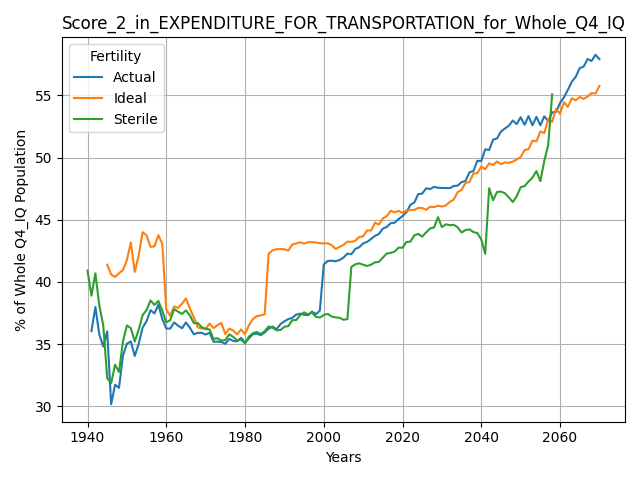 Score_2_in_EXPENDITURE_FOR_TRANSPORTATION_for_Whole_Q4_IQ
Fertility
Actual
Ideal
Sterile
% of Whole Q4_IQ Population
55
50
45
40
35
30
1940
1960
1980
2000
2020
2040
2060
Years